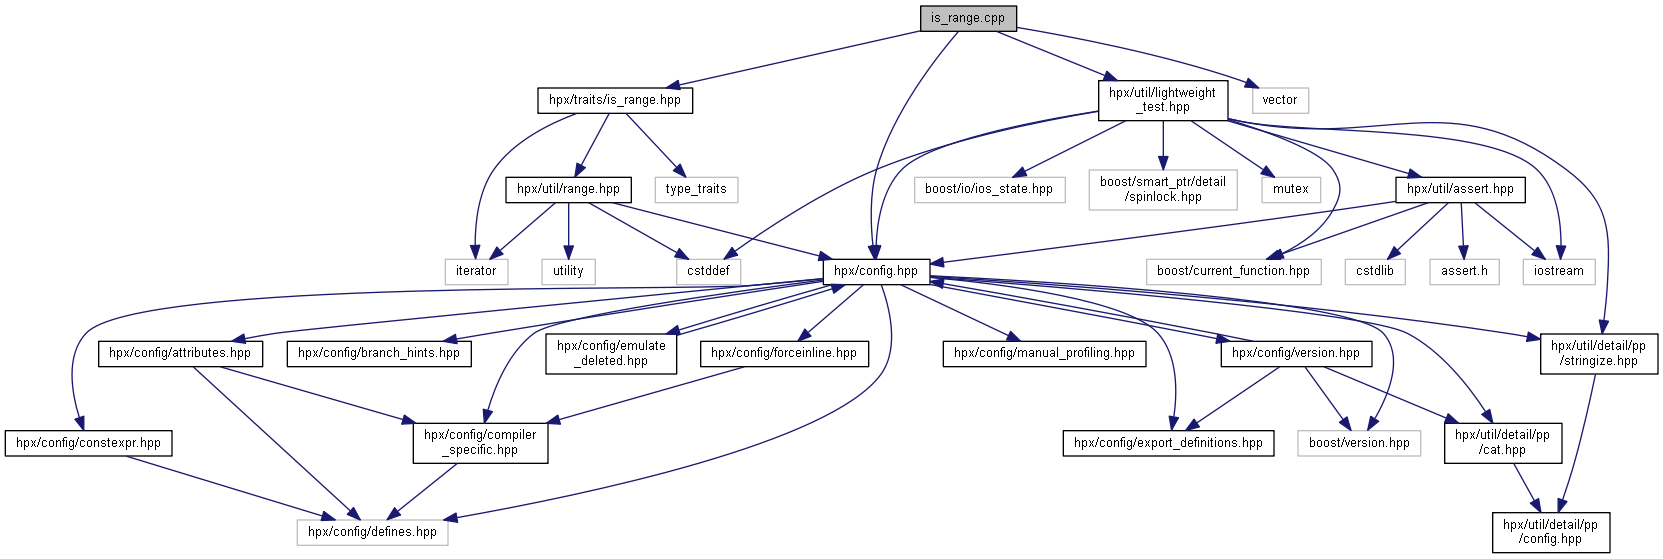 is_range.cpp
hpx/traits/is_range.hpp
hpx/util/lightweight
_test.hpp
vector
hpx/util/range.hpp
type_traits
boost/io/ios_state.hpp
boost/smart_ptr/detail
/spinlock.hpp
mutex
hpx/util/assert.hpp
iterator
utility
cstddef
hpx/config.hpp
boost/current_function.hpp
cstdlib
assert.h
iostream
hpx/config/attributes.hpp
hpx/config/branch_hints.hpp
hpx/config/emulate
_deleted.hpp
hpx/config/forceinline.hpp
hpx/config/manual_profiling.hpp
hpx/config/version.hpp
hpx/util/detail/pp
/stringize.hpp
hpx/config/constexpr.hpp
hpx/config/compiler
_specific.hpp
hpx/config/export_definitions.hpp
boost/version.hpp
hpx/util/detail/pp
/cat.hpp
hpx/config/defines.hpp
hpx/util/detail/pp
/config.hpp